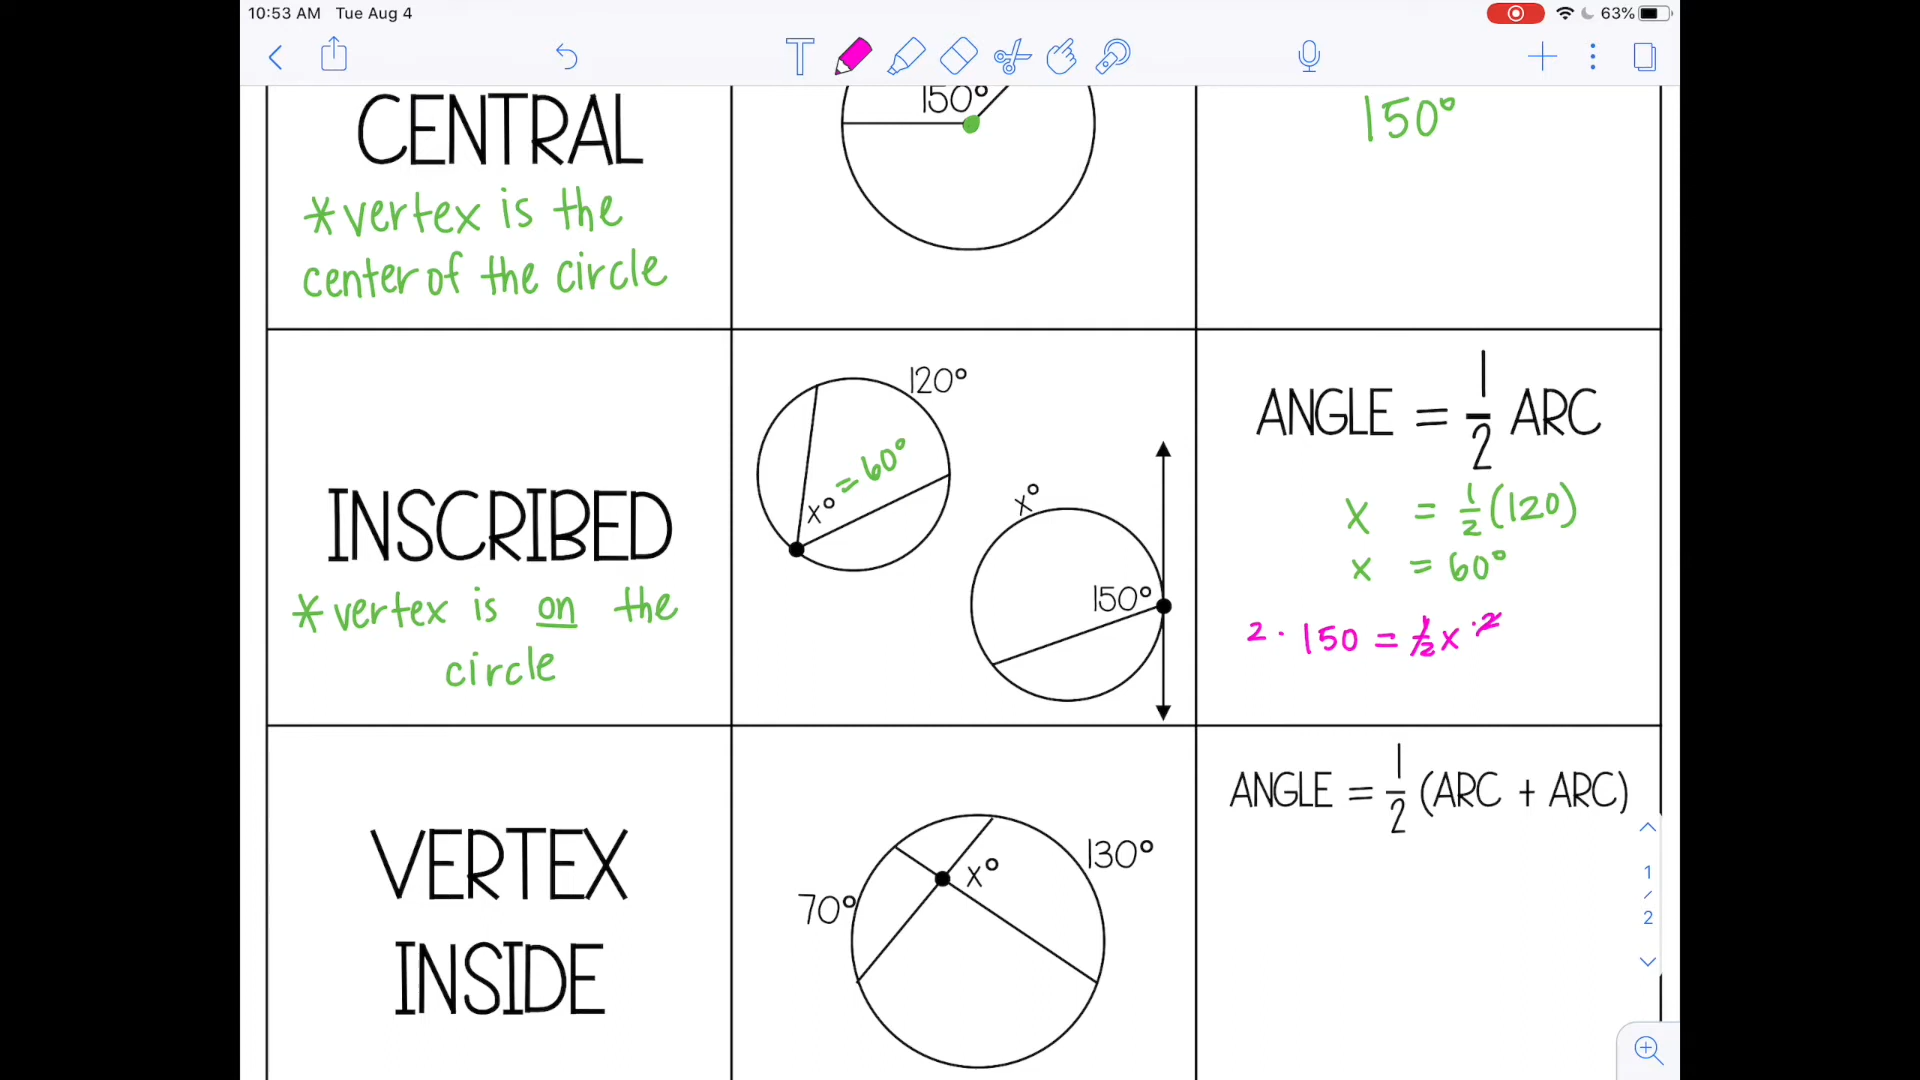 10:53 AM Tue Aug 4
63%
T
CENTRAL
*vertex is the
center of the circle
150°
150°
INSCRIBED
*vertex is on the
circle
120°
x° = 60°
x°
150°
ANGLE = 1/2 ARC
x = 1/2 (120)
x = 60°
2 · 150 = 1/2 x · 2
VERTEX
INSIDE
70°
x°
130°
ANGLE = 1/2 (ARC + ARC)
1
/
2